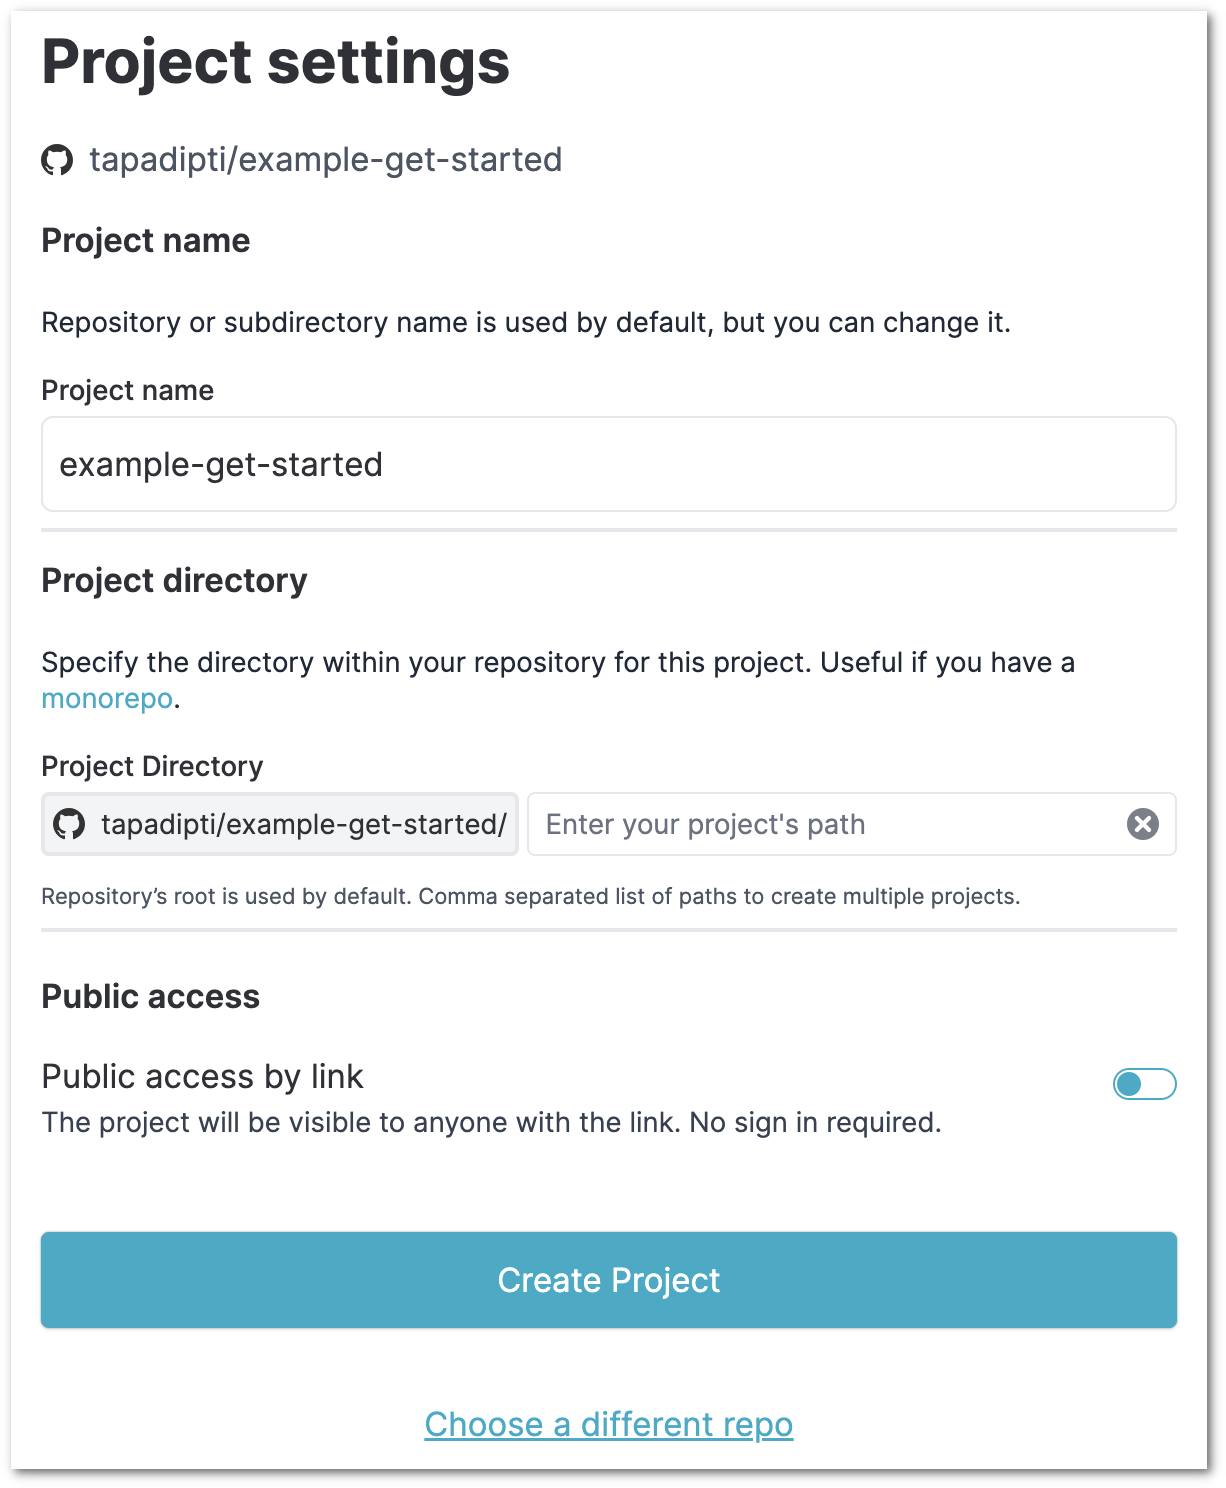 Project settings
tapadipti/example-get-started
Project name
Repository or subdirectory name is used by default, but you can change it.
Project name
example-get-started
Project directory
Specify the directory within your repository for this project. Useful if you have a
monorepo.
Project Directory
tapadipti/example-get-started/ Enter your project's path
Repository’s root is used by default. Comma separated list of paths to create multiple projects.
Public access
Public access by link
The project will be visible to anyone with the link. No sign in required.
Create Project
Choose a different repo